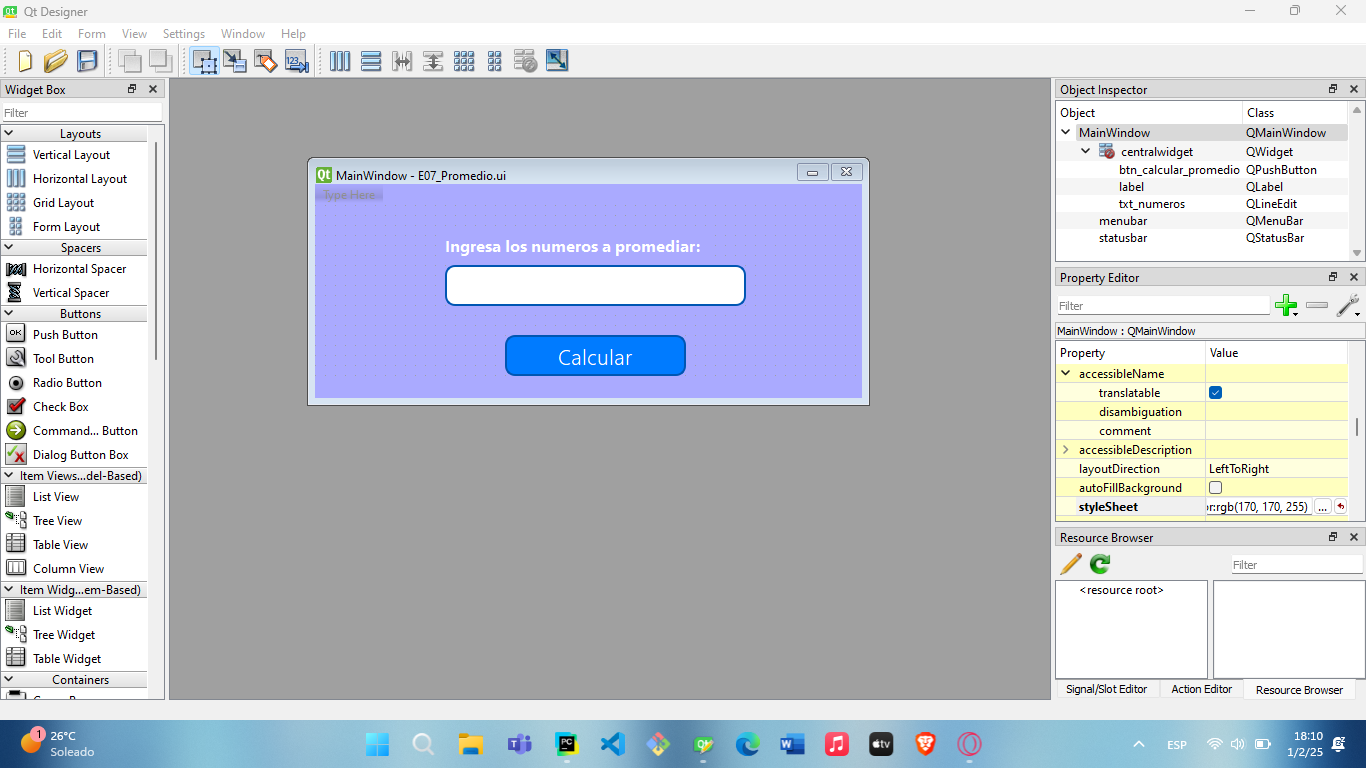 Qt Designer
File Edit Form View Settings Window Help
Widget Box
Filter
Layouts
Vertical Layout
Horizontal Layout
Grid Layout
Form Layout
Spacers
Horizontal Spacer
Vertical Spacer
Buttons
OK Push Button
Tool Button
Radio Button
Check Box
Command... Button
Dialog Button Box
Item Views...del-Based)
List View
Tree View
Table View
Column View
Item Widg...em-Based)
List Widget
Tree Widget
Table Widget
Containers
Qt MainWindow - E07_Promedio.ui
Type Here
Ingresa los numeros a promediar:
Calcular
Object Inspector
Object Class
MainWindow QMainWindow
centralwidget QWidget
btn_calcular_promedio QPushButton
label QLabel
txt_numeros QLineEdit
menubar QMenuBar
statusbar QStatusBar
Property Editor
Filter
MainWindow : QMainWindow
Property Value
accessibleName
translatable
disambiguation
comment
accessibleDescription
layoutDirection LeftToRight
autoFillBackground
styleSheet or:rgb(170, 170, 255) ...
Resource Browser
Filter
<resource root>
Signal/Slot Editor Action Editor Resource Browser
1 26°C
Soleado
ESP
18:10
1/2/25